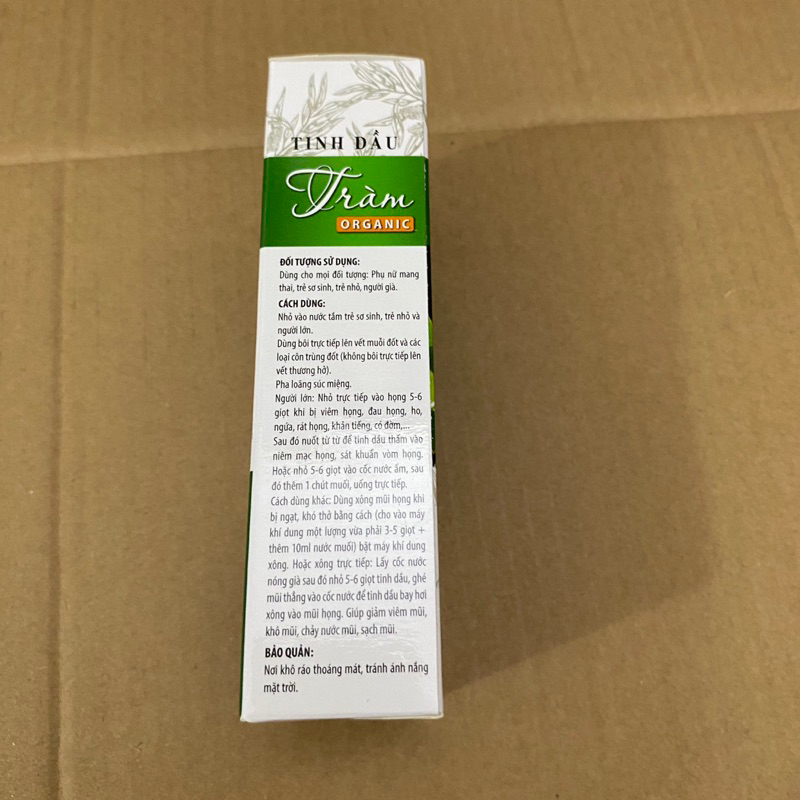 TINH DẦU
Tràm
ORGANIC
ĐỐI TƯỢNG SỬ DỤNG:
Dùng cho mọi đối tượng: Phụ nữ mang
thai, trẻ sơ sinh, trẻ nhỏ, người già.
CÁCH DÙNG:
Nhỏ vào nước tắm trẻ sơ sinh, trẻ nhỏ và
người lớn.
Dùng bôi trực tiếp lên vết muỗi đốt và các
loại côn trùng đốt (không bôi trực tiếp lên
vết thương hở).
Pha loãng súc miệng.
Người lớn: Nhỏ trực tiếp vào họng 5-6
giọt khi bị viêm họng, đau họng, ho,
ngứa, rát họng, khản tiếng, có đờm,...
Sau đó nuốt từ từ để tinh dầu thấm vào
niêm mạc họng, sát khuẩn vòm họng.
Hoặc nhỏ 5-6 giọt vào cốc nước ấm, sau
đó thêm 1 chút muối, uống trực tiếp.
Cách dùng khác: Dùng xông mũi họng khi
bị ngạt, khó thở bằng cách (cho vào máy
khí dung một lượng vừa phải 3-5 giọt +
thêm 10ml nước muối) bật máy khí dung
xông. Hoặc xông trực tiếp: Lấy cốc nước
nóng già sau đó nhỏ 5-6 giọt tinh dầu, ghé
mũi thẳng vào cốc nước để tinh dầu bay hơi
xông vào mũi họng. Giúp giảm viêm mũi,
khô mũi, chảy nước mũi, sạch mũi.
BẢO QUẢN:
Nơi khô ráo thoáng mát, tránh ánh nắng
mặt trời.